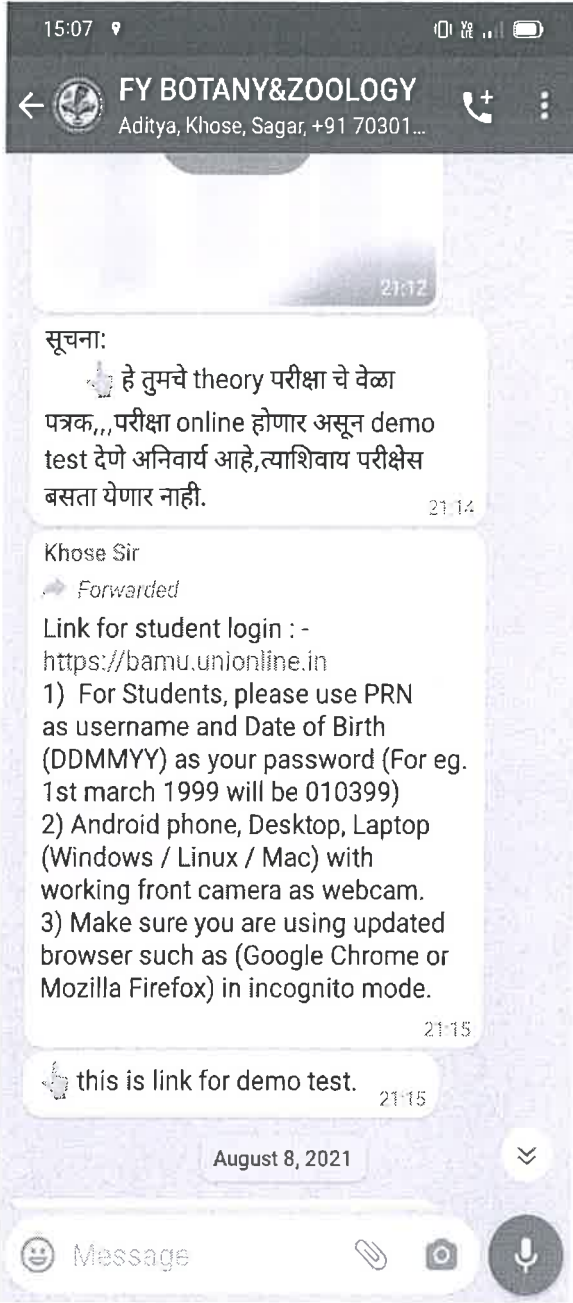 15:07
FY BOTANY&ZOOLOGY
Aditya, Khose, Sagar, +91 70301...
21:12
सूचना:
👆 हे तुमचे theory परीक्षा चे वेळा
पत्रक,,,परीक्षा online होणार असून demo
test देणे अनिवार्य आहे,त्याशिवाय परीक्षेस
बसता येणार नाही.
21:14
Khose Sir
Forwarded
Link for student login : -
https://bamu.unionline.in
1) For Students, please use PRN
as username and Date of Birth
(DDMMYY) as your password (For eg.
1st march 1999 will be 010399)
2) Android phone, Desktop, Laptop
(Windows / Linux / Mac) with
working front camera as webcam.
3) Make sure you are using updated
browser such as (Google Chrome or
Mozilla Firefox) in incognito mode.
21:15
👆 this is link for demo test.
21:15
August 8, 2021
Message